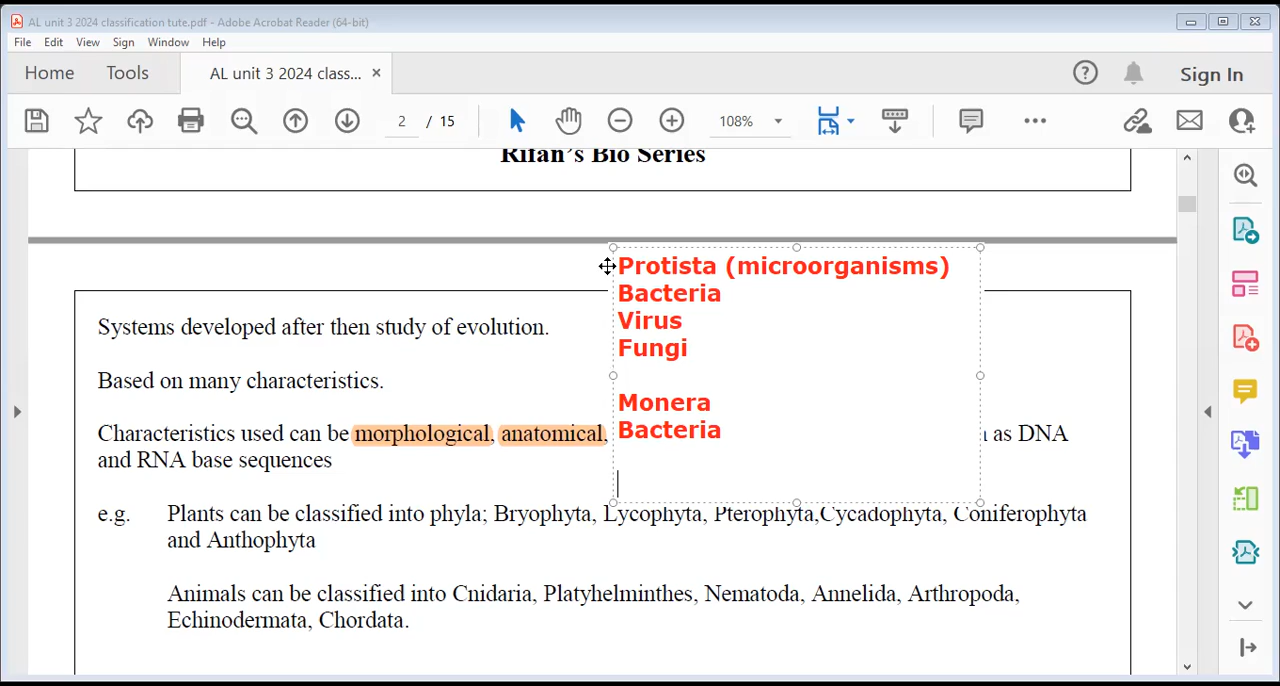 AL unit 3 2024 classification tute.pdf - Adobe Acrobat Reader (64-bit)
File Edit View Sign Window Help
Home Tools AL unit 3 2024 class... × Sign In
2 / 15 108%
Rifan's Bio Series
Protista (microorganisms)
Bacteria
Virus
Fungi
Monera
Bacteria
Systems developed after then study of evolution.
Based on many characteristics.
Characteristics used can be morphological, anatomical, as DNA
and RNA base sequences
e.g. Plants can be classified into phyla; Bryophyta, Lycophyta, Pterophyta,Cycadophyta, Coniferophyta
and Anthophyta
Animals can be classified into Cnidaria, Platyhelminthes, Nematoda, Annelida, Arthropoda,
Echinodermata, Chordata.